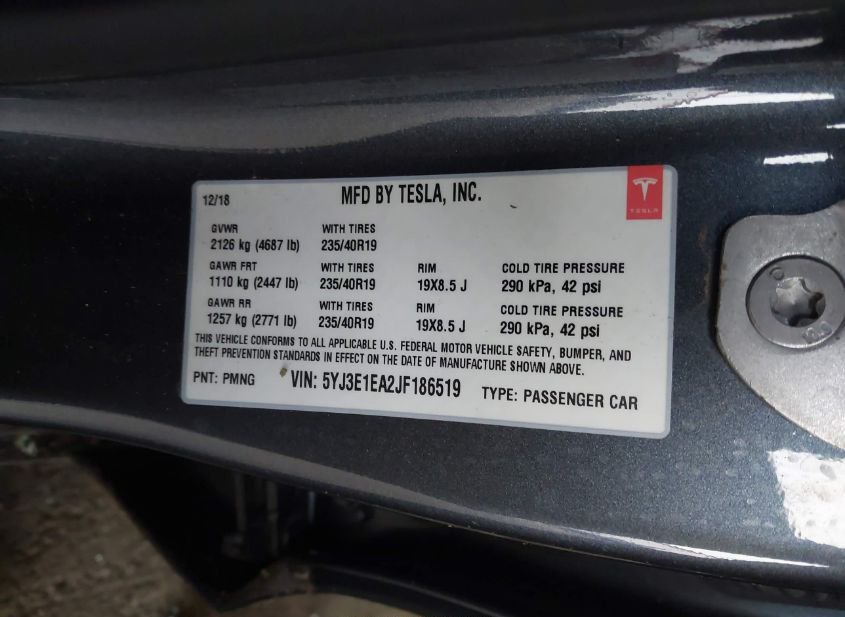 12/18
MFD BY TESLA, INC.
TESLA
GVWR WITH TIRES
2126 kg (4687 lb) 235/40R19
GAWR FRT WITH TIRES RIM COLD TIRE PRESSURE
1110 kg (2447 lb) 235/40R19 19X8.5 J 290 kPa, 42 psi
GAWR RR WITH TIRES RIM COLD TIRE PRESSURE
1257 kg (2771 lb) 235/40R19 19X8.5 J 290 kPa, 42 psi
THIS VEHICLE CONFORMS TO ALL APPLICABLE U.S. FEDERAL MOTOR VEHICLE SAFETY, BUMPER, AND
THEFT PREVENTION STANDARDS IN EFFECT ON THE DATE OF MANUFACTURE SHOWN ABOVE.
PNT: PMNG VIN: 5YJ3E1EA2JF186519 TYPE: PASSENGER CAR